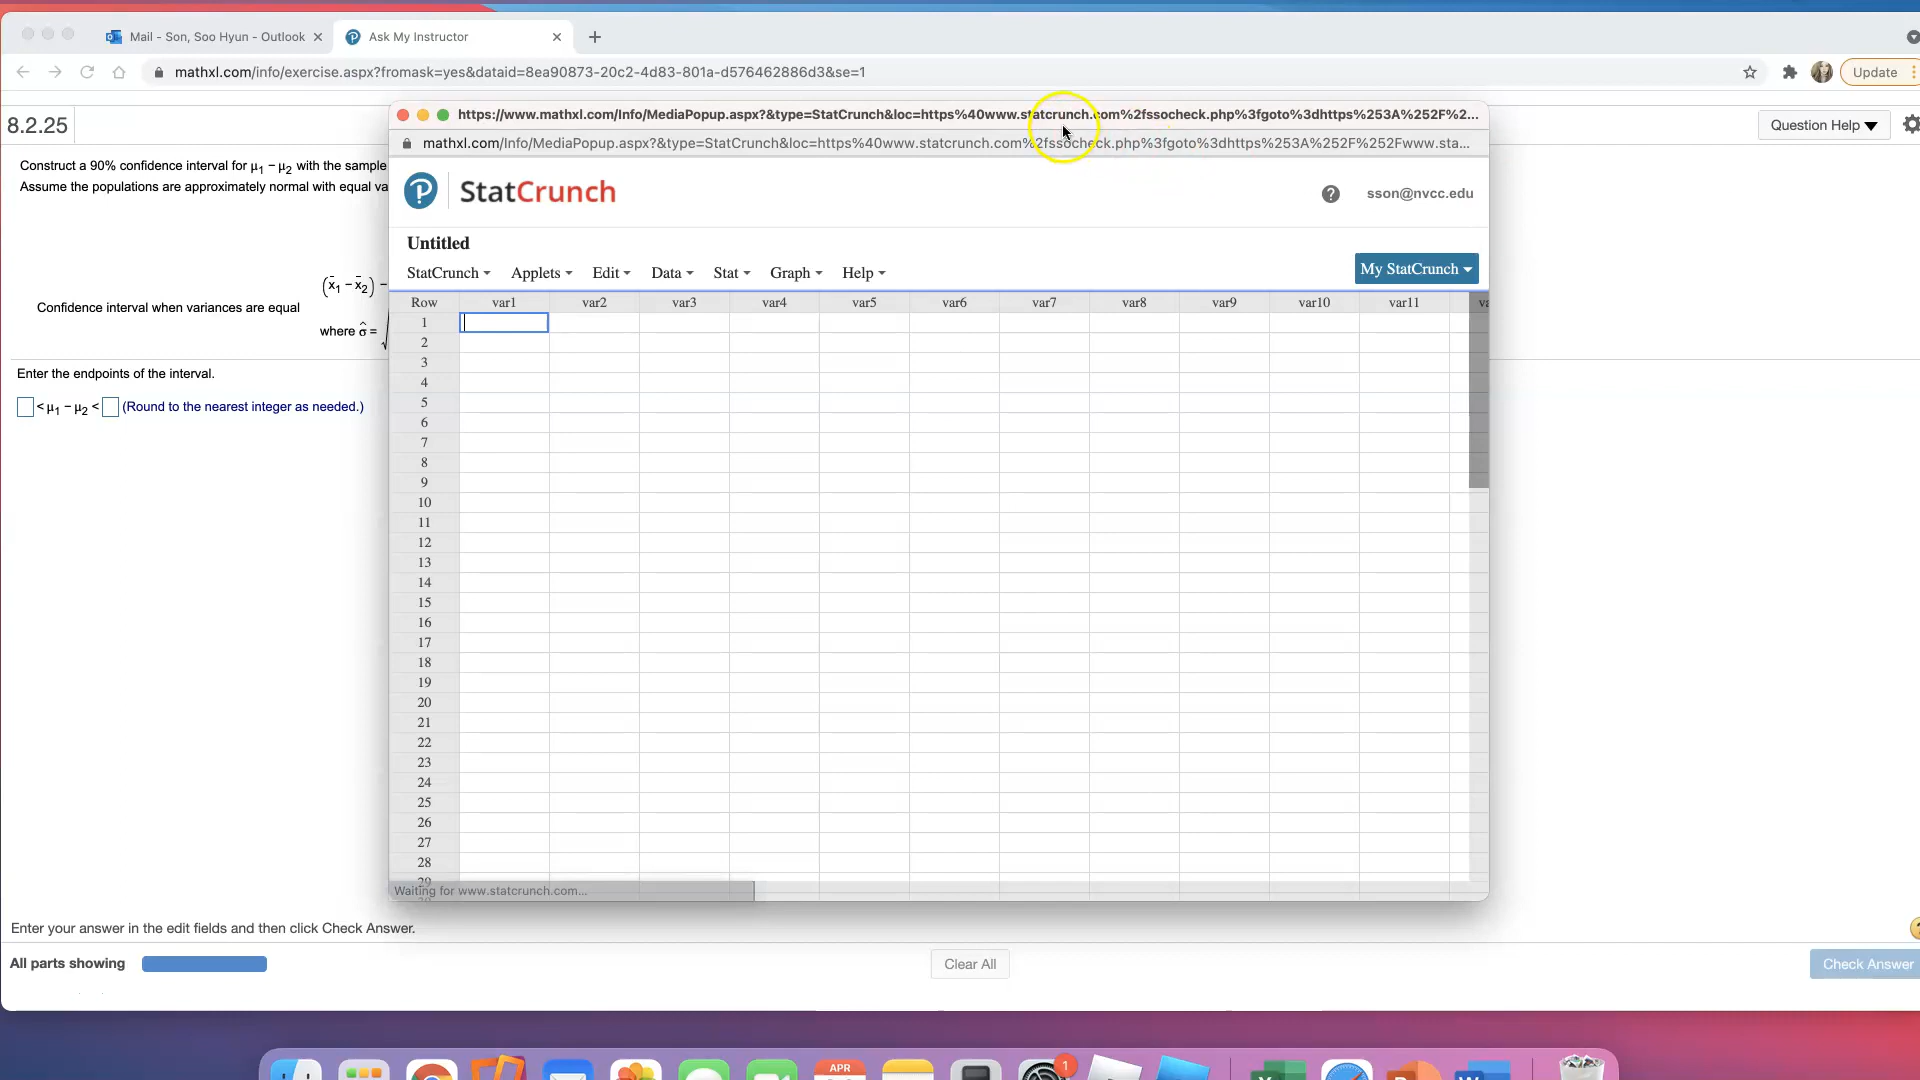 Mail - Son, Soo Hyun - Outlook
Ask My Instructor
mathxl.com/info/exercise.aspx?fromask=yes&dataid=8ea90873-20c2-4d83-801a-d576462886d3&se=1
Update
https://www.mathxl.com/Info/MediaPopup.aspx?&type=StatCrunch&loc=https%40www.statcrunch.com%2fssocheck.php%3fgoto%3dhttps%253A%252F%2...
8.2.25
Question Help
mathxl.com/Info/MediaPopup.aspx?&type=StatCrunch&loc=https%40www.statcrunch.com%2fssocheck.php%3fgoto%3dhttps%253A%252F%252Fwww.sta...
Construct a 90% confidence interval for μ1 − μ2 with the sample
Assume the populations are approximately normal with equal va
StatCrunch
? sson@nvcc.edu
Untitled
StatCrunch Applets Edit Data Stat Graph Help
My StatCrunch
(x̄1 − x̄2) −
Confidence interval when variances are equal
where σ̂ = √
Row var1 var2 var3 var4 var5 var6 var7 var8 var9 var10 var11 va
1
2
3
4
5
6
7
8
9
10
11
12
13
14
15
16
17
18
19
20
21
22
23
24
25
26
27
28
29
Enter the endpoints of the interval.
< μ1 − μ2 < (Round to the nearest integer as needed.)
Waiting for www.statcrunch.com...
Enter your answer in the edit fields and then click Check Answer.
All parts showing
Clear All
Check Answer
APR
1